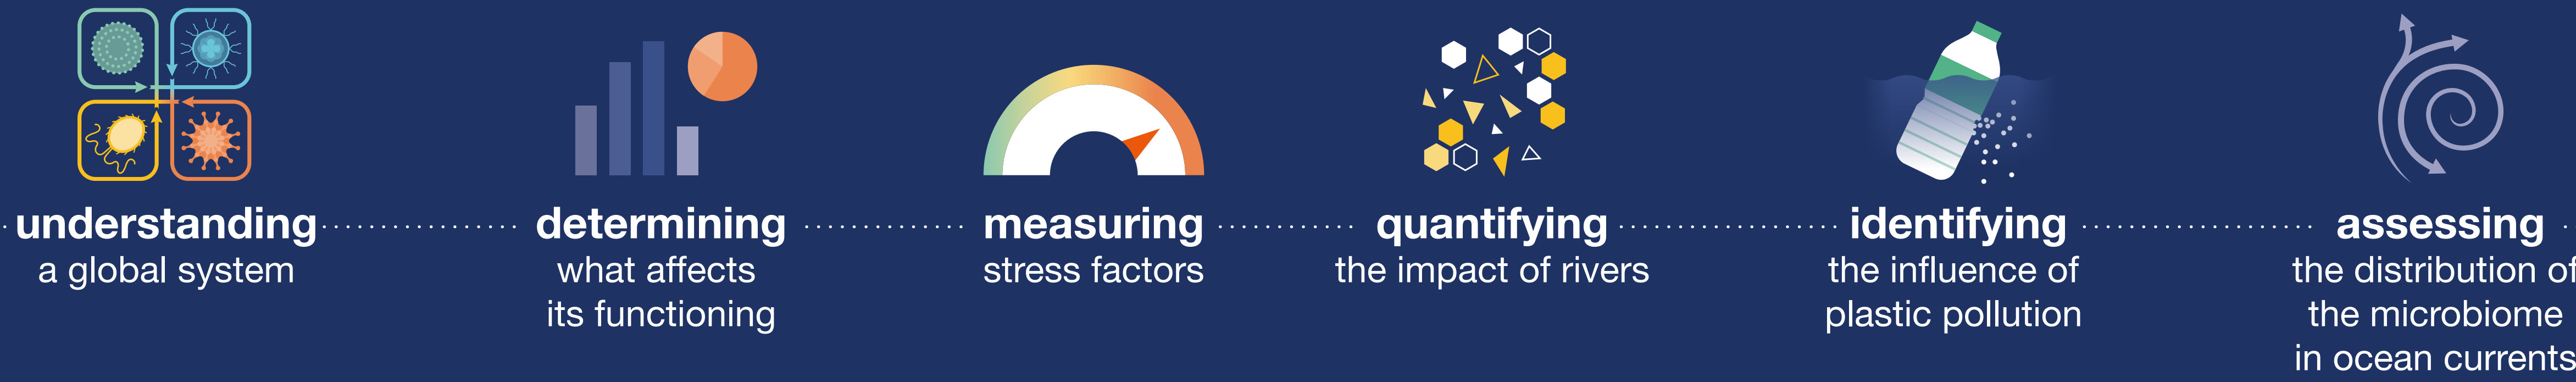 understanding
a global system
determining
what affects
its functioning
measuring
stress factors
quantifying
the impact of rivers
identifying
the influence of
plastic pollution
assessing
the distribution of
the microbiome
in ocean currents